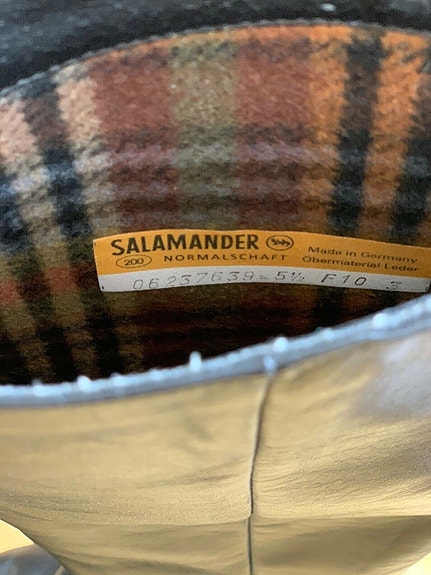 SALAMANDER
200 NORMALSCHAFT
Made in Germany
Obermaterial Leder
06237639 5½ F10 3